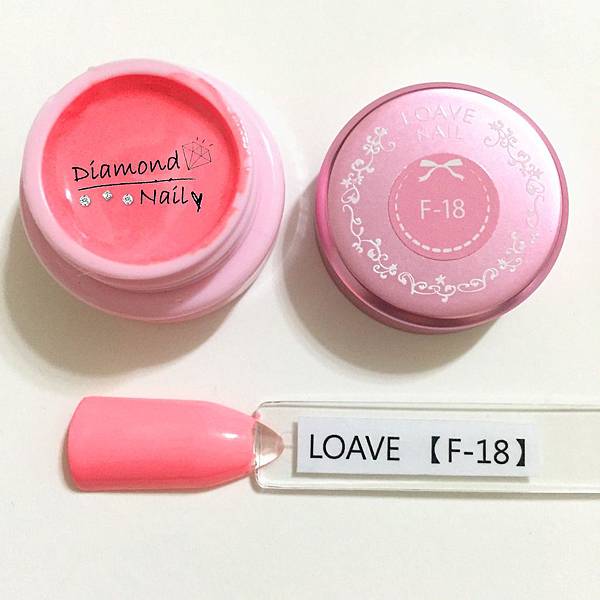 Diamond
Nail
LOAVE
NAIL
F-18
LOAVE 【F-18】